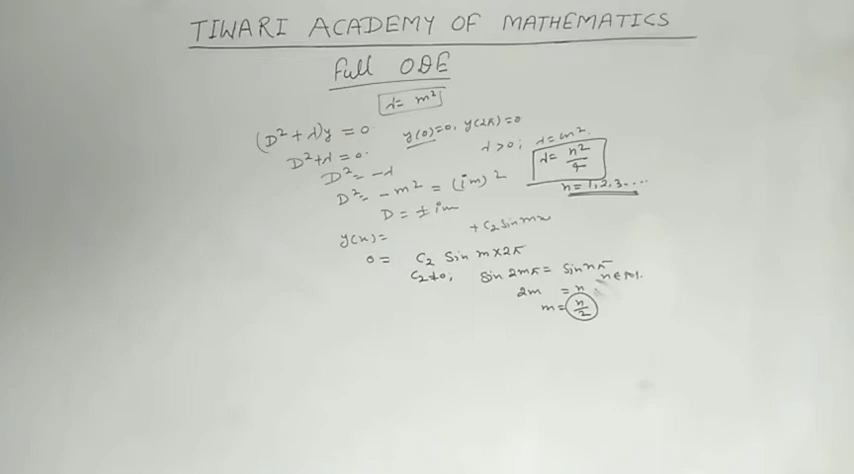 TIWARI ACADEMY OF MATHEMATICS
Full ODE
λ = m²
(D² + λ)y = 0 y(0)=0, y(2π)=0
D²+λ = 0. λ > 0; λ = m².
D² = -λ λ = n²/4
D² = -m² = (im)² n = 1, 2, 3 ....
D = ± im
y(x) = + C₂ sin mx
0 = C₂ sin m×2π
C₂ ≠ 0; sin 2mπ = sin nπ n ∈ N.
2m = n
m = n/2